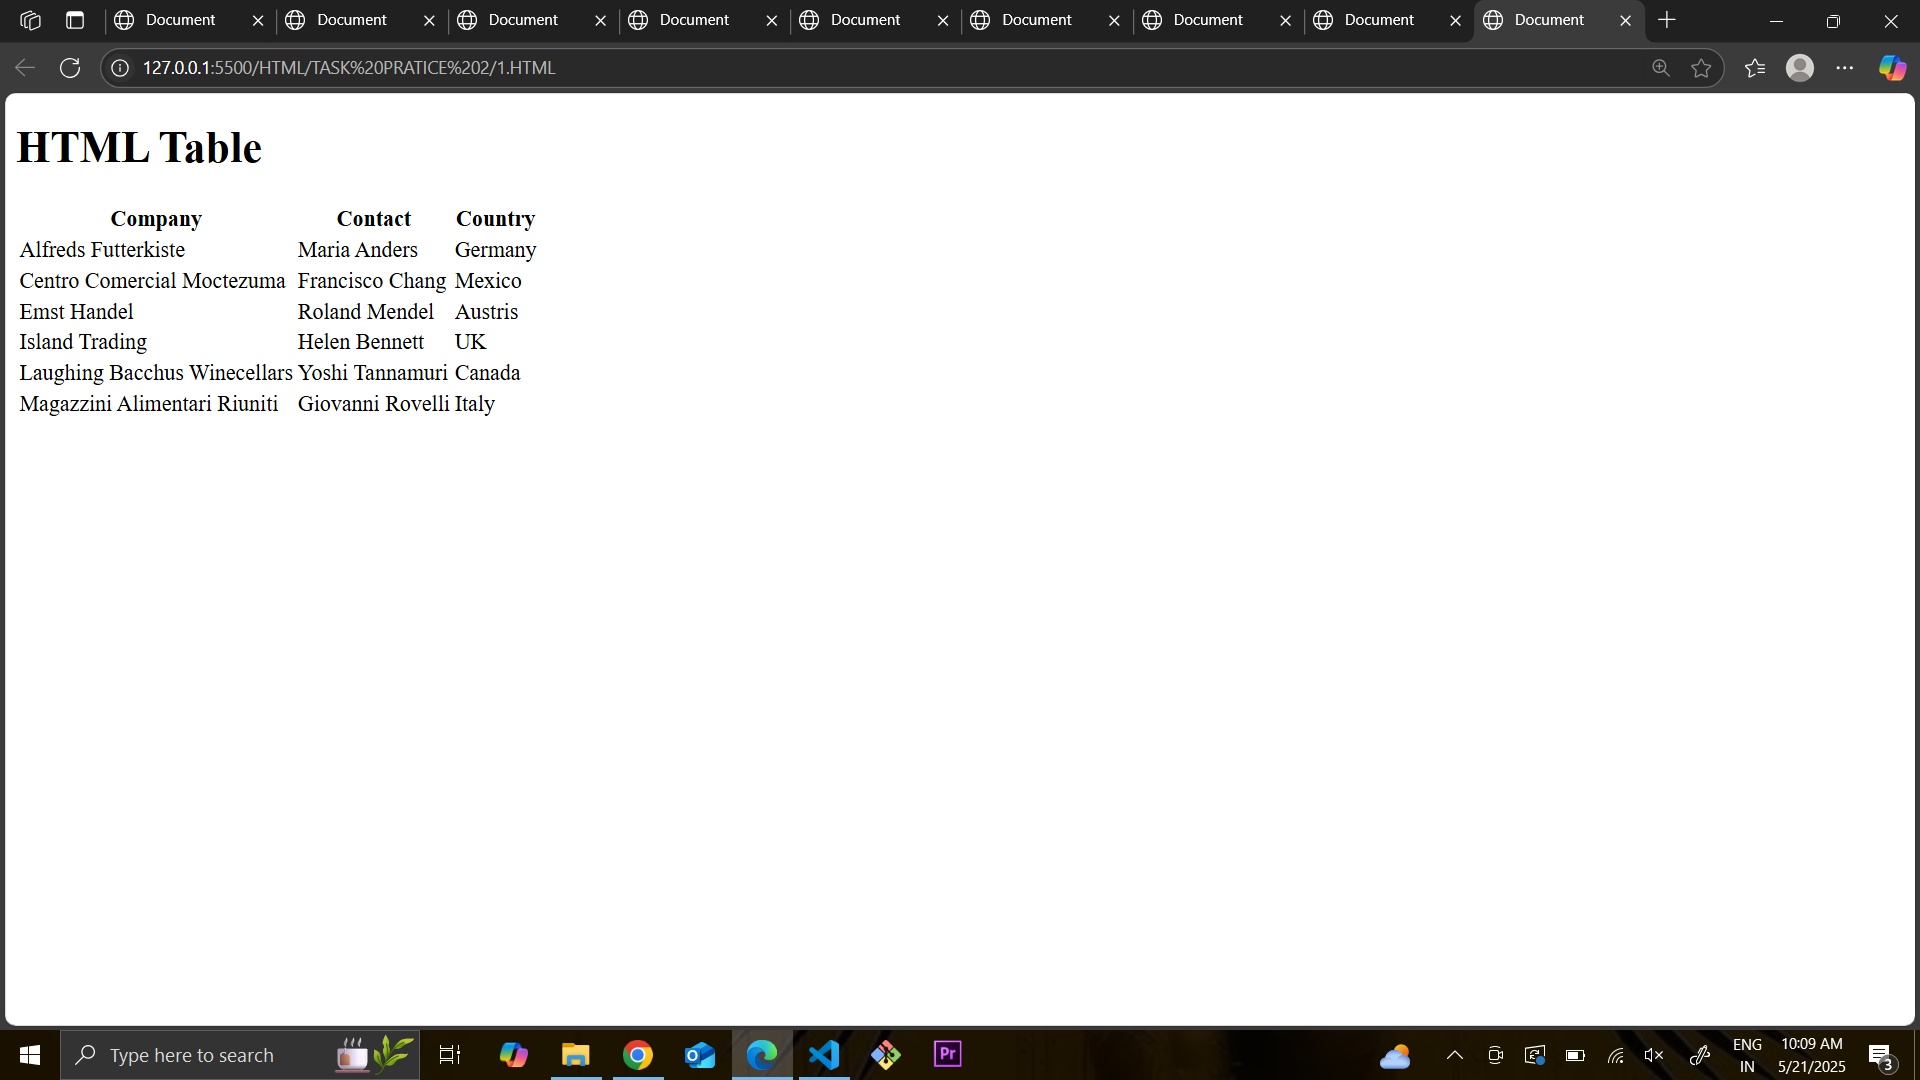 Document Document Document Document Document Document Document Document Document
127.0.0.1:5500/HTML/TASK%20PRATICE%202/1.HTML
HTML Table
Company Contact Country
Alfreds Futterkiste Maria Anders Germany
Centro Comercial Moctezuma Francisco Chang Mexico
Emst Handel Roland Mendel Austris
Island Trading Helen Bennett UK
Laughing Bacchus Winecellars Yoshi Tannamuri Canada
Magazzini Alimentari Riuniti Giovanni Rovelli Italy
Type here to search
Pr
ENG 10:09 AM
IN 5/21/2025
3